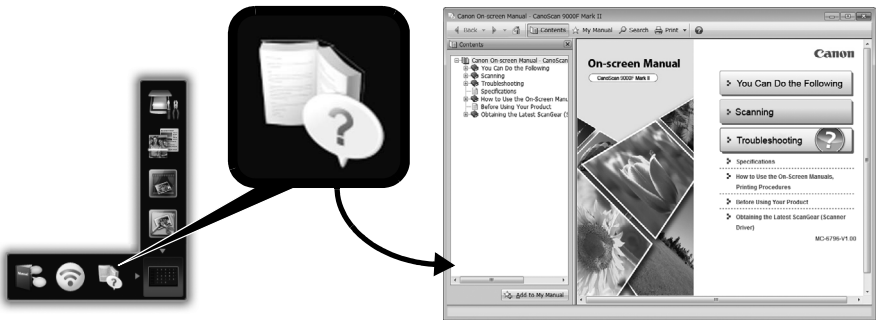 Canon On-screen Manual - CanoScan 9000F Mark II
Back
Contents
My Manual
Search
Print
Contents
Canon On-screen Manual - CanoScan
You Can Do the Following
Scanning
Troubleshooting
Specifications
How to Use the On-Screen Manu
Before Using Your Product
Obtaining the Latest ScanGear (S
Add to My Manual
On-screen Manual
CanoScan 9000F Mark II
Canon
You Can Do the Following
Scanning
Troubleshooting
Specifications
How to Use the On-Screen Manuals,
Printing Procedures
Before Using Your Product
Obtaining the Latest ScanGear (Scanner
Driver)
MC-6796-V1.00